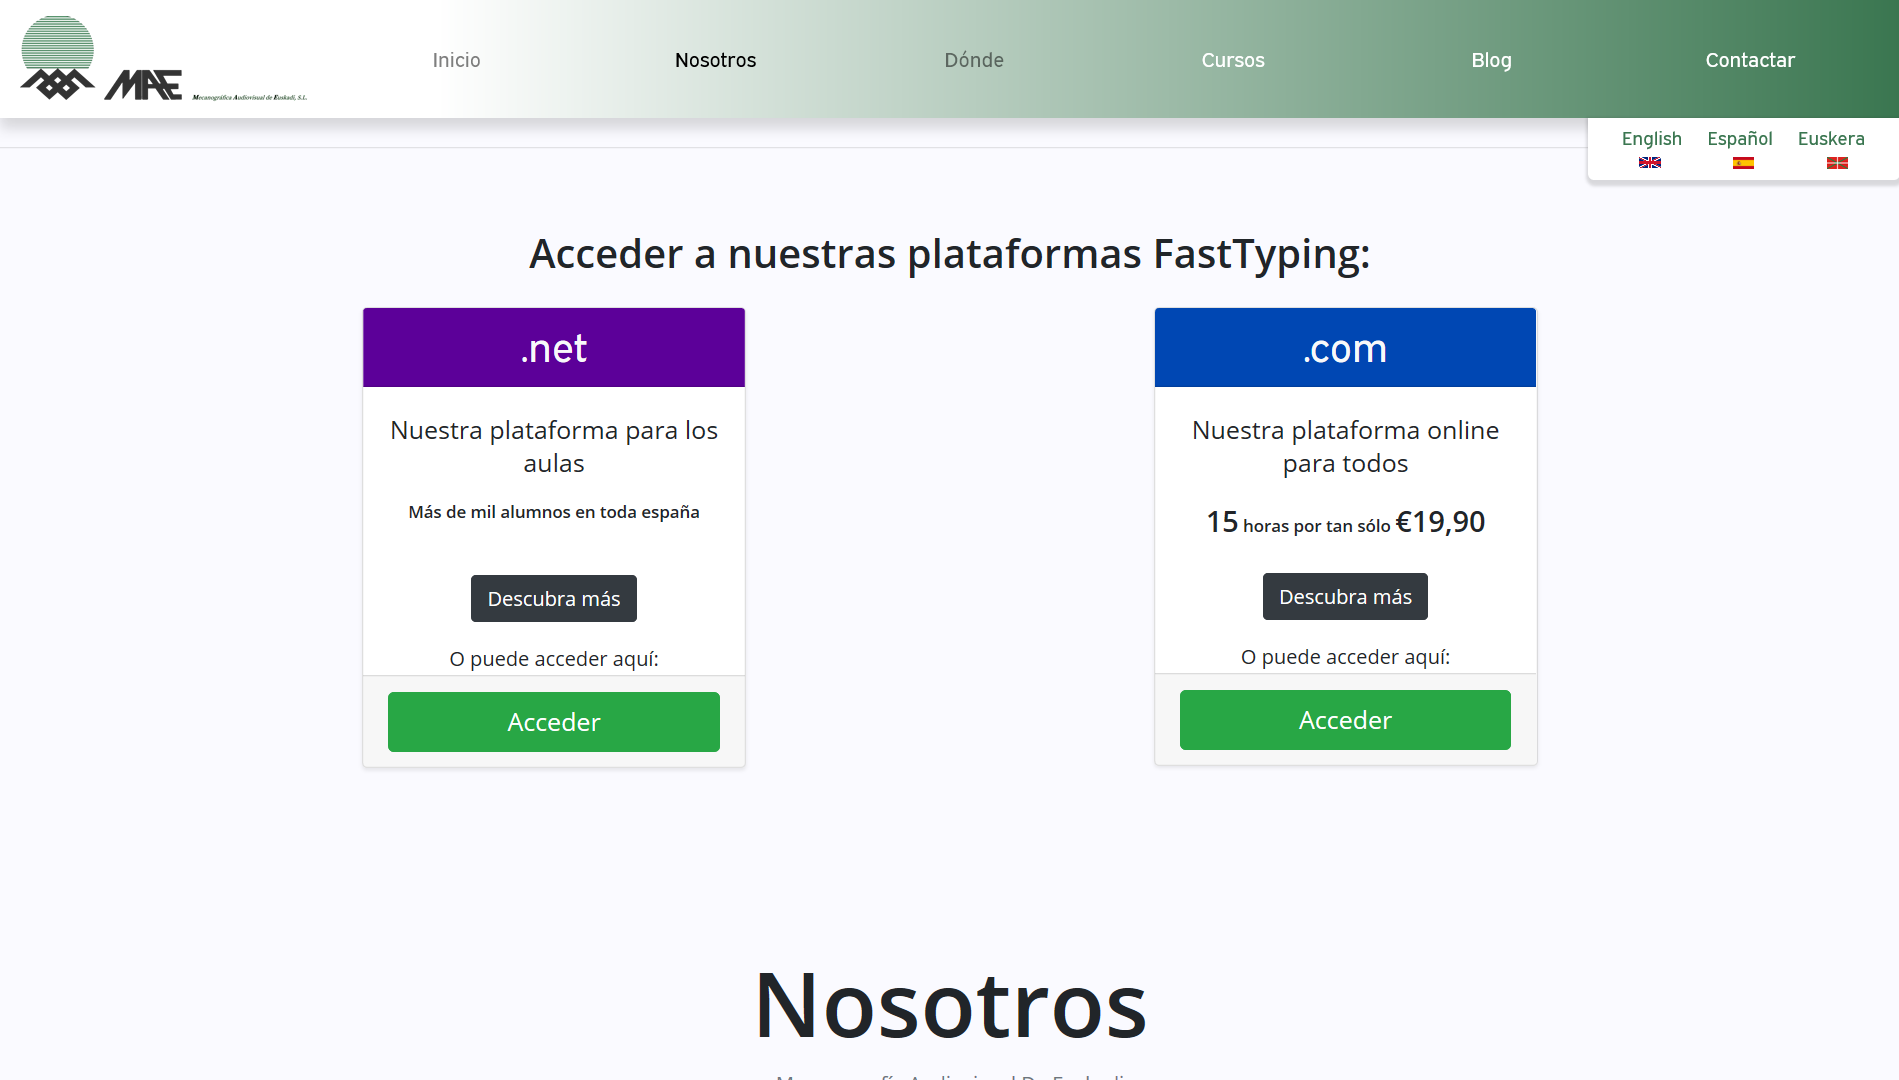 MAE Mecanográfica Audiovisual de Euskadi, S.L.
Inicio
Nosotros
Dónde
Cursos
Blog
Contactar
English
Español
Euskera
Acceder a nuestras plataformas FastTyping:
.net
Nuestra plataforma para los
aulas
Más de mil alumnos en toda españa
Descubra más
O puede acceder aquí:
Acceder
.com
Nuestra plataforma online
para todos
15 horas por tan sólo €19,90
Descubra más
O puede acceder aquí:
Acceder
Nosotros